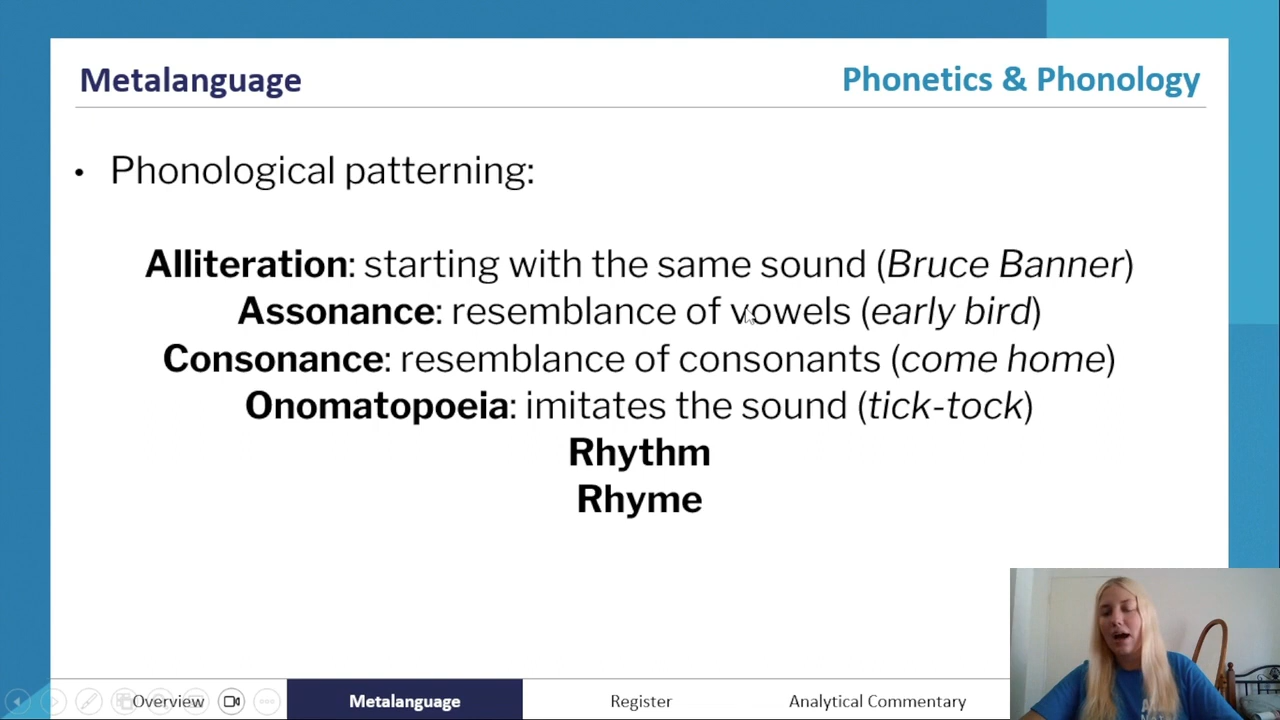 Metalanguage
Phonetics & Phonology
• Phonological patterning:
Alliteration: starting with the same sound (Bruce Banner)
Assonance: resemblance of vowels (early bird)
Consonance: resemblance of consonants (come home)
Onomatopoeia: imitates the sound (tick-tock)
Rhythm
Rhyme
Overview
Metalanguage
Register
Analytical Commentary